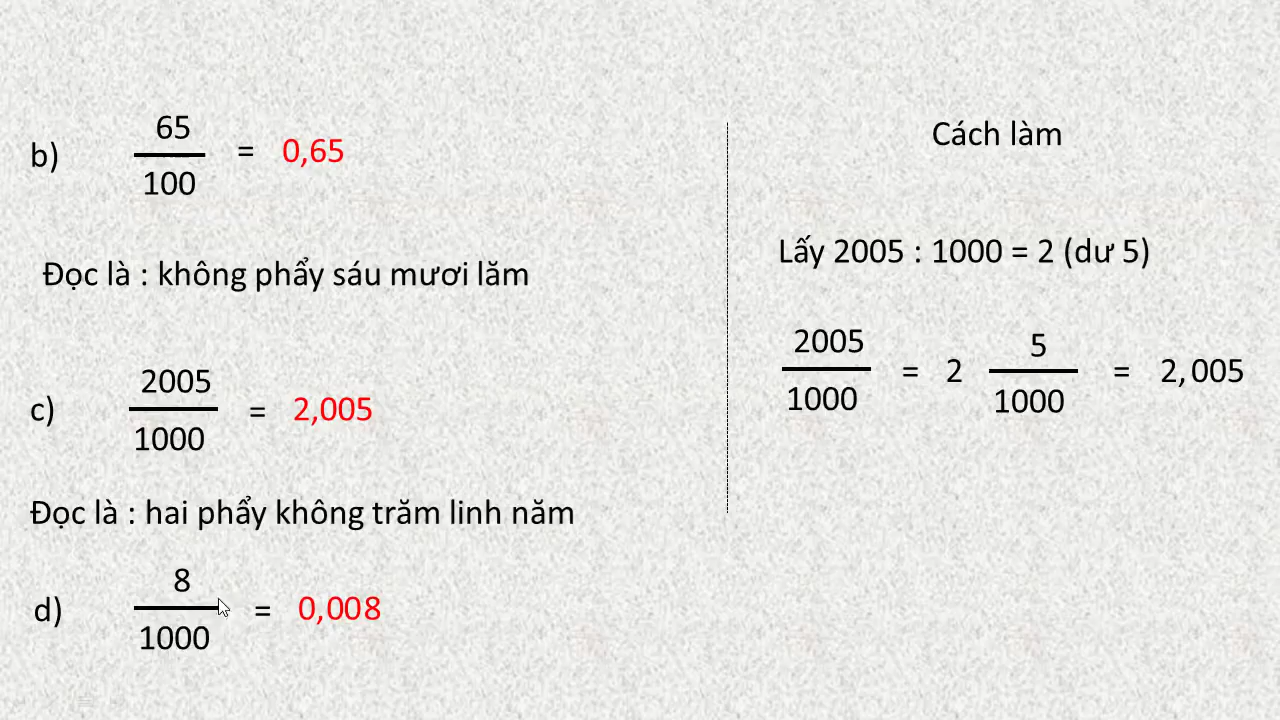 b) 65/100 = 0,65
Đọc là : không phẩy sáu mươi lăm
c) 2005/1000 = 2,005
Đọc là : hai phẩy không trăm linh năm
d) 8/1000 = 0,008
Cách làm
Lấy 2005 : 1000 = 2 (dư 5)
2005/1000 = 2 5/1000 = 2,005